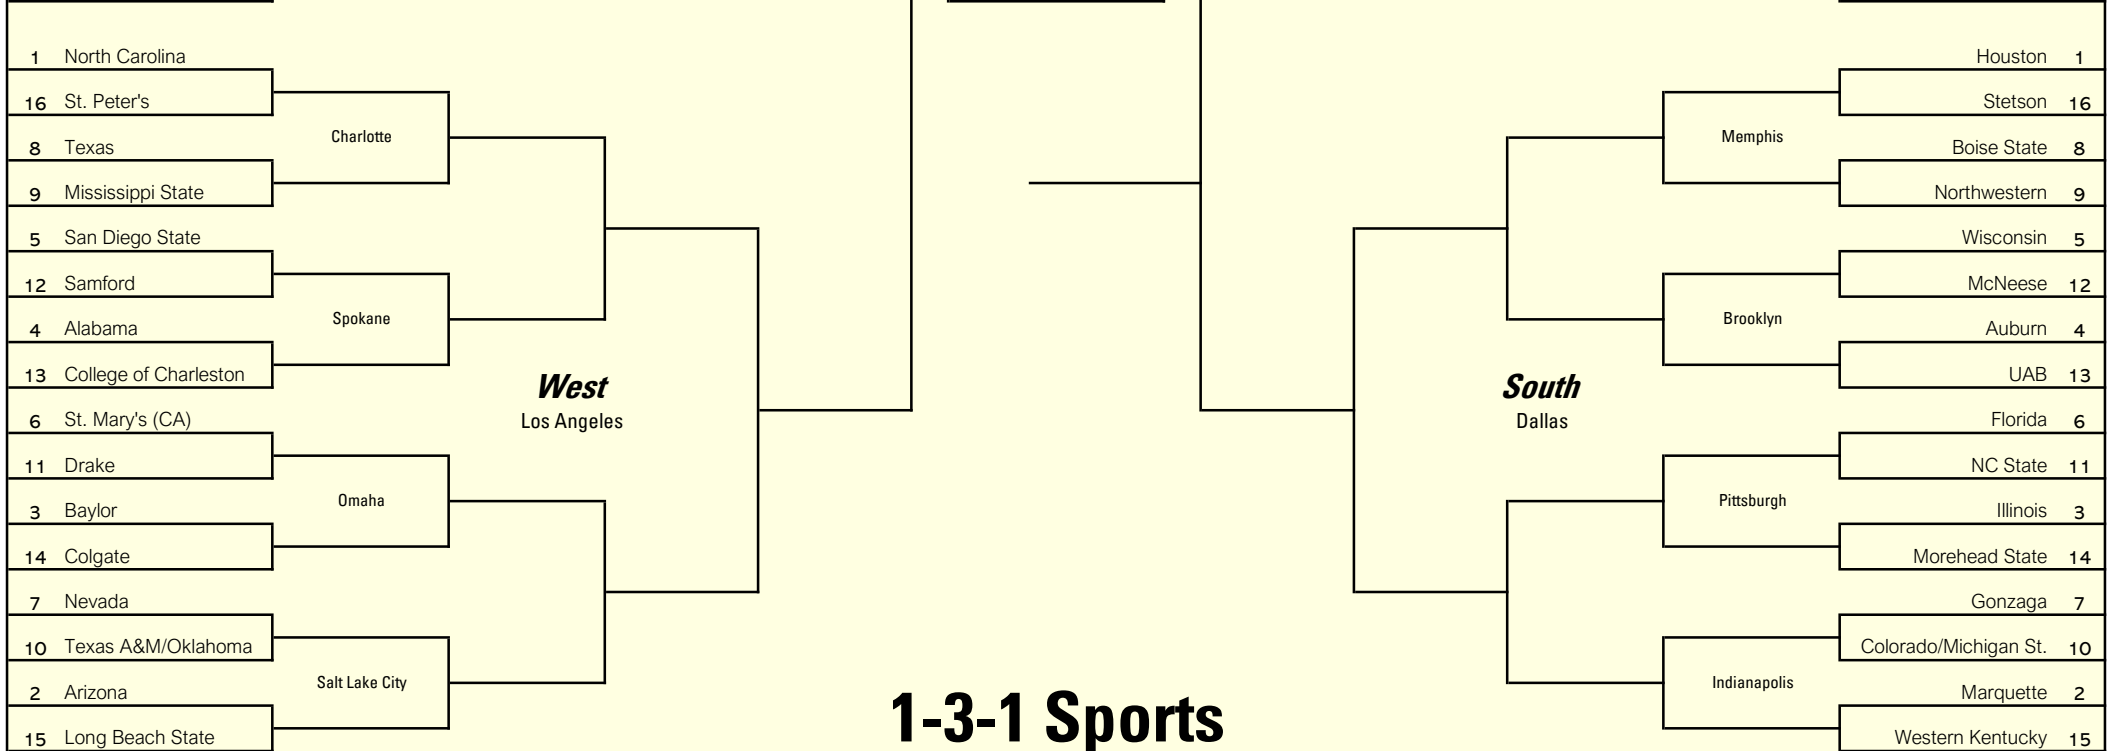 1 North Carolina
16 St. Peter's
Charlotte
8 Texas
9 Mississippi State
5 San Diego State
12 Samford
Spokane
4 Alabama
13 College of Charleston
West
Los Angeles
6 St. Mary's (CA)
11 Drake
Omaha
3 Baylor
14 Colgate
7 Nevada
10 Texas A&M/Oklahoma
Salt Lake City
2 Arizona
15 Long Beach State
1-3-1 Sports
Houston 1
Stetson 16
Memphis
Boise State 8
Northwestern 9
Wisconsin 5
McNeese 12
Brooklyn
Auburn 4
UAB 13
South
Dallas
Florida 6
NC State 11
Pittsburgh
Illinois 3
Morehead State 14
Gonzaga 7
Colorado/Michigan St. 10
Indianapolis
Marquette 2
Western Kentucky 15